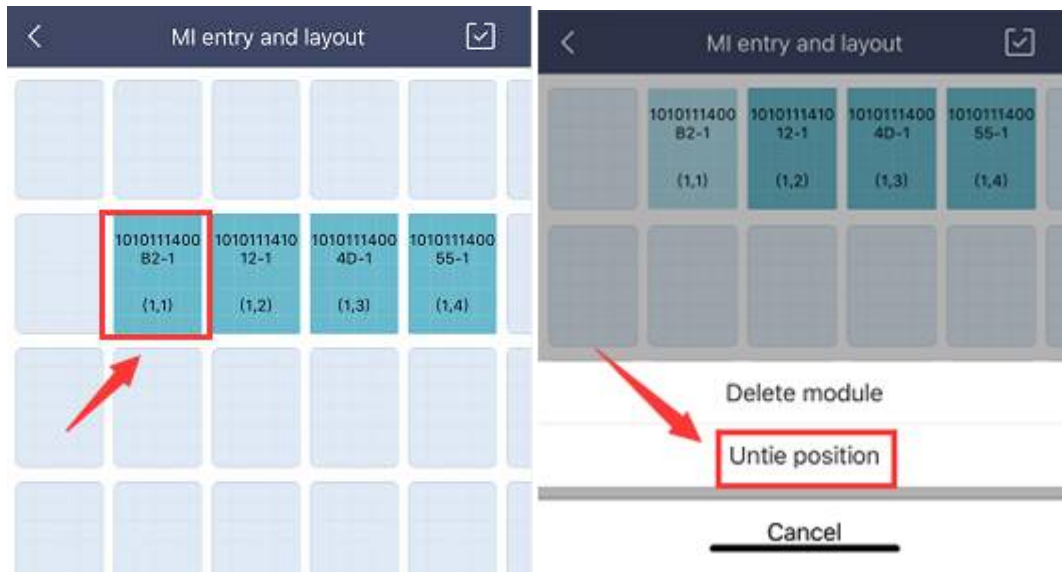 MI entry and layout
1010111400 1010111410 1010111400 1010111400
B2-1 12-1 4D-1 55-1
(1,1) (1,2) (1,3) (1,4)
MI entry and layout
1010111400 1010111410 1010111400 1010111400
B2-1 12-1 4D-1 55-1
(1,1) (1,2) (1,3) (1,4)
Delete module
Untie position
Cancel